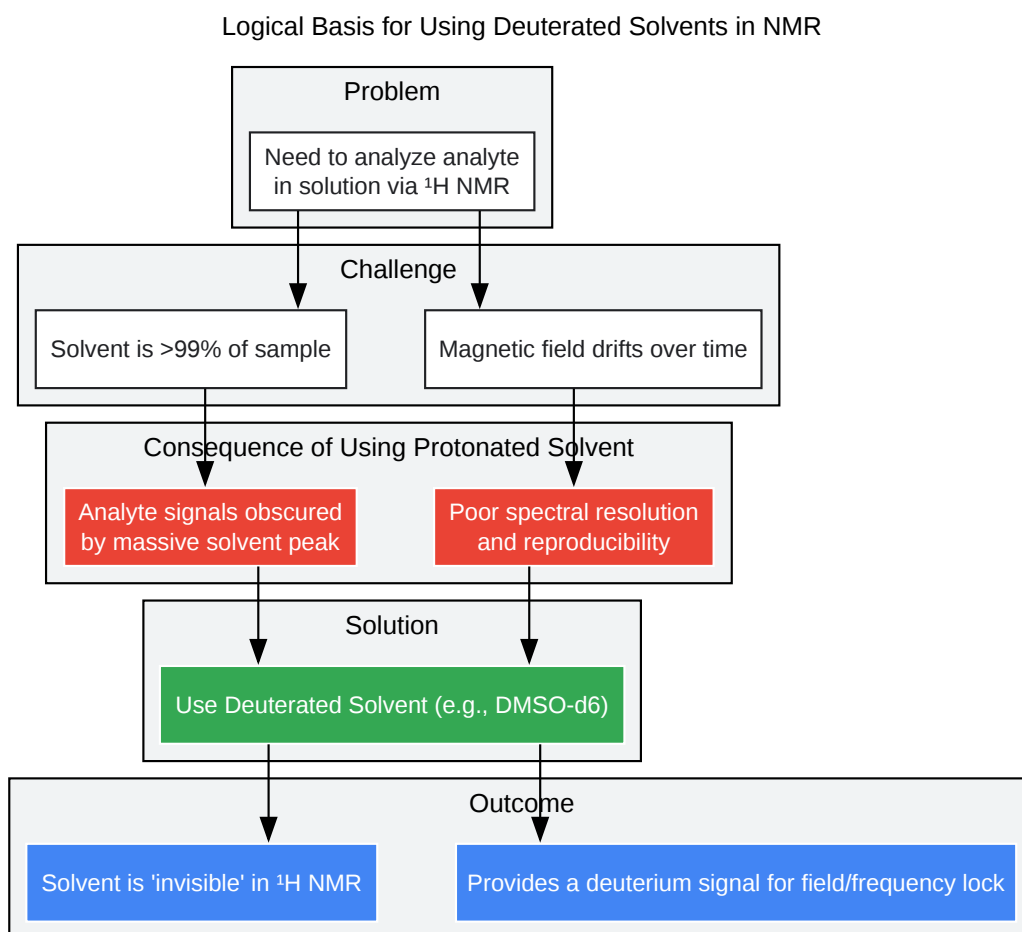 Logical Basis for Using Deuterated Solvents in NMR
Problem
Need to analyze analyte
in solution via ¹H NMR
Challenge
Solvent is >99% of sample
Magnetic field drifts over time
Consequence of Using Protonated Solvent
Analyte signals obscured
by massive solvent peak
Poor spectral resolution
and reproducibility
Solution
Use Deuterated Solvent (e.g., DMSO-d6)
Outcome
Solvent is 'invisible' in ¹H NMR
Provides a deuterium signal for field/frequency lock